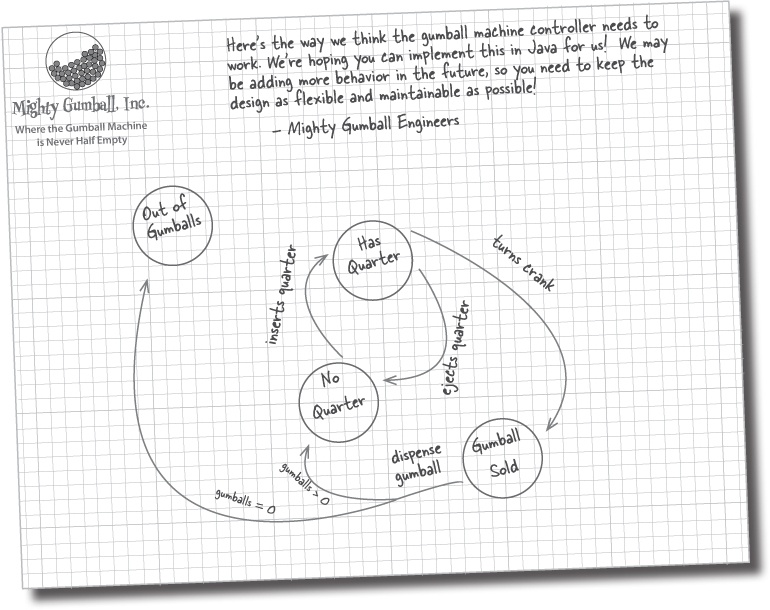 Here's the way we think the gumball machine controller needs to
work. We're hoping you can implement this in Java for us! We may
be adding more behavior in the future, so you need to keep the
design as flexible and maintainable as possible!
- Mighty Gumball Engineers
Mighty Gumball, Inc.
Where the Gumball Machine
is Never Half Empty
Out of
Gumballs
Has
Quarter
turns crank
inserts quarter
ejects quarter
No
Quarter
Gumball
Sold
dispense
gumball
gumballs > 0
gumballs = 0